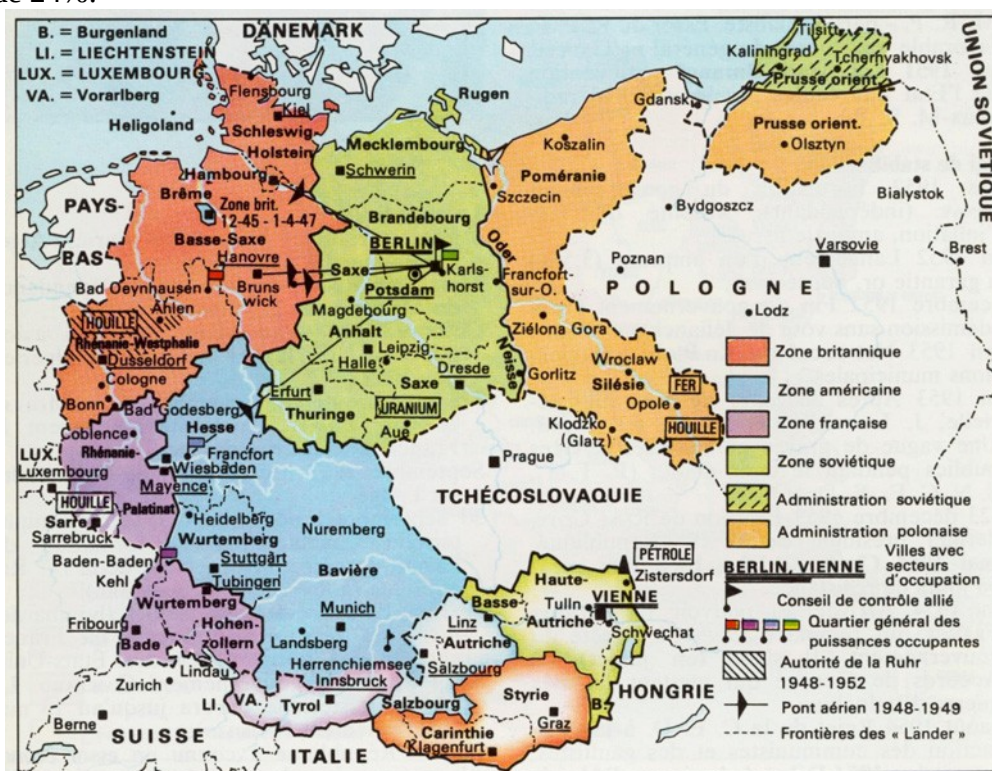 24%.
B. = Burgenland
LI. = LIECHTENSTEIN
LUX. = LUXEMBOURG
VA. = Vorarlberg
DANEMARK
Rugen
Heligoland
Flensbourg
Kiel
Schleswig-
Holstein
Hambourg
Brême
Zone brit.
12-45 - 1-4-47
Mecklembourg
Schwerin
Brandebourg
BERLIN
Karls-
horst
Potsdam
Saxe
Magdebourg
Anhalt
Halle
Leipzig
Dresde
Erfurt
Saxe
Thuringe
URANIUM
Aue
Oder
Neisse
PAYS-
BAS
Basse-Saxe
Hanovre
Bad Oeynhausen
Bruns
wick
Ahlen
HOUILLE
Rhénanie-Westphalie
Dusseldorf
Cologne
Bonn
Bad
Godesberg
Hesse
Coblence
Rhénanie-
Francfort
Wiesbaden
Mayence
Palatinat
LUX.
Luxembourg
HOUILLE
Sarre
Sarrebruck
Heidelberg
Wurtemberg
Nuremberg
Baden-Baden
Stuttgart
Kehl
Tubingen
Bavière
Wurtemberg
Fribourg
Hohen
zollern
Bade
Munich
Landsberg
Lindau
Herrenchiemsee
Zurich
Berne
SUISSE
LI.
VA.
Innsbruck
Tyrol
ITALIE
Salzbourg
Salzbourg
Linz
Autriche
Basse-
Haute-
Autriche
Tulln
VIENNE
Schwechat
PÉTROLE
Zistersdorf
Styrie
Graz
Carinthie
Klagenfurt
B.
HONGRIE
Prague
TCHÉCOSLOVAQUIE
Tilsitt
Kaliningrad
Tchernyakhovsk
Prusse orient.
UNION SOVIÉTIQUE
Gdansk
Prusse orient.
Olsztyn
Koszalin
Poméranie
Szczecin
Bydgoszcz
Bialystok
Varsovie
Brest
Poznan
POLOGNE
Lodz
Francfort-
sur-O.
Ziélona Gora
Wroclaw
Silésie
Gorlitz
Opole
Klodzko
(Glatz)
FER
HOUILLE
Zone britannique
Zone américaine
Zone française
Zone soviétique
Administration soviétique
Administration polonaise
BERLIN, VIENNE
Villes avec
secteurs
d'occupation
Conseil de contrôle allié
Quartier général des
puissances occupantes
Autorité de la Ruhr
1948-1952
Pont aérien 1948-1949
Frontières des « Länder »